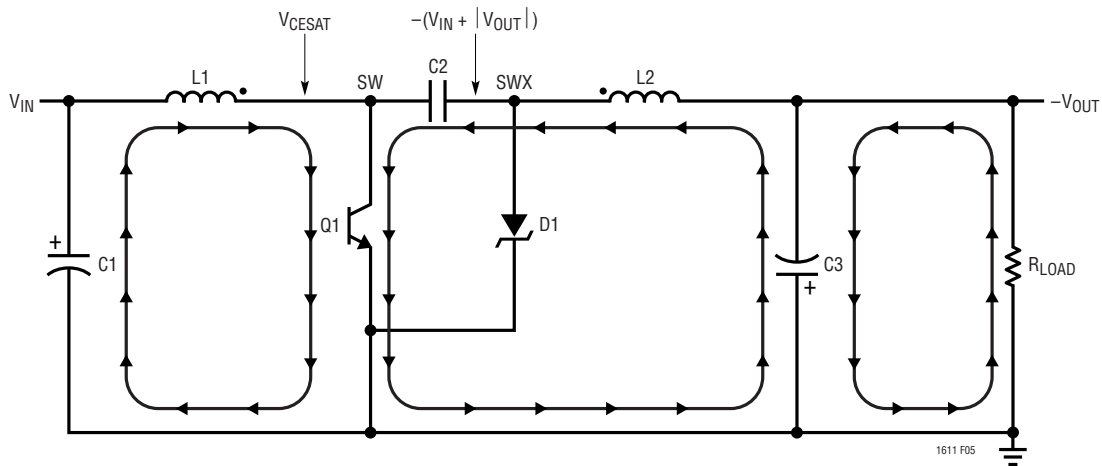 V_CESAT
−(V_IN + |V_OUT|)
L1
SW
C2
SWX
L2
V_IN
−V_OUT
Q1
D1
+
C1
C3
+
R_LOAD
1611 F05